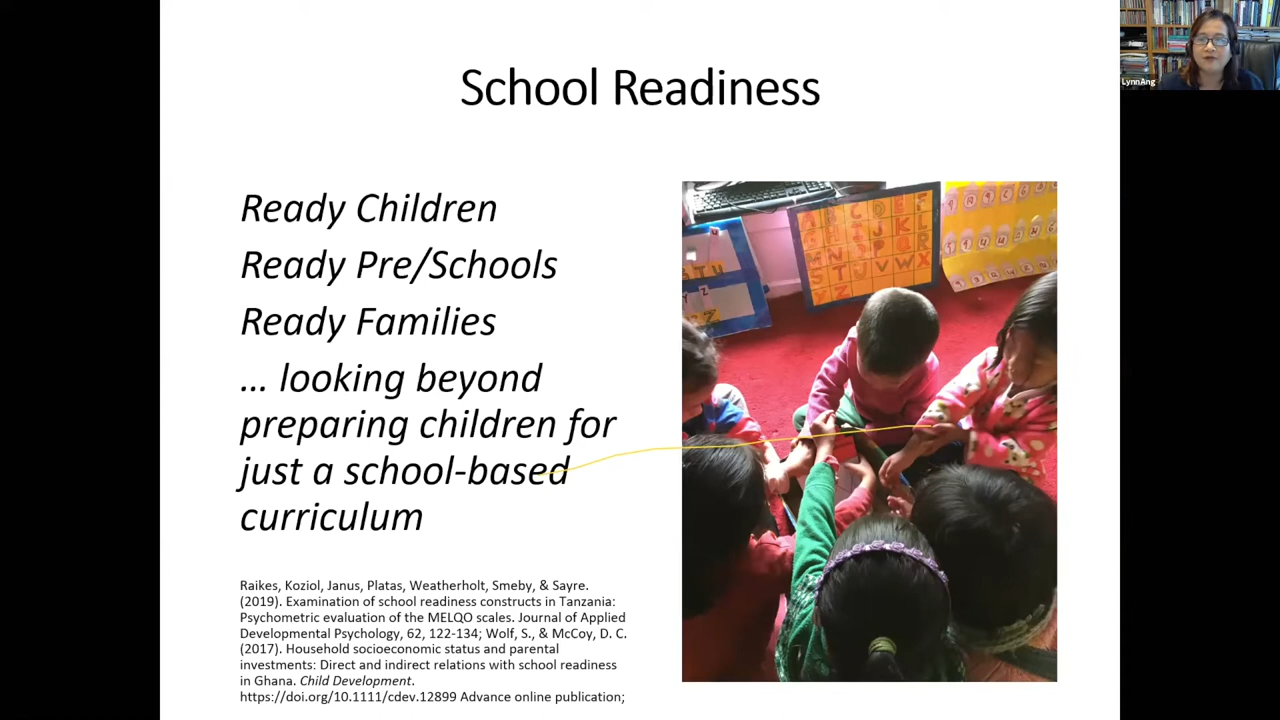 School Readiness
LynnAng
Ready Children
Ready Pre/Schools
Ready Families
… looking beyond
preparing children for
just a school-based
curriculum
A B C D E F
G H I J K L
M N O P Q R
S T U V W X
Y Z
S T U
Y Z
Raikes, Koziol, Janus, Platas, Weatherholt, Smeby, & Sayre.
(2019). Examination of school readiness constructs in Tanzania:
Psychometric evaluation of the MELQO scales. Journal of Applied
Developmental Psychology, 62, 122-134; Wolf, S., & McCoy, D. C.
(2017). Household socioeconomic status and parental
investments: Direct and indirect relations with school readiness
in Ghana. Child Development.
https://doi.org/10.1111/cdev.12899 Advance online publication;